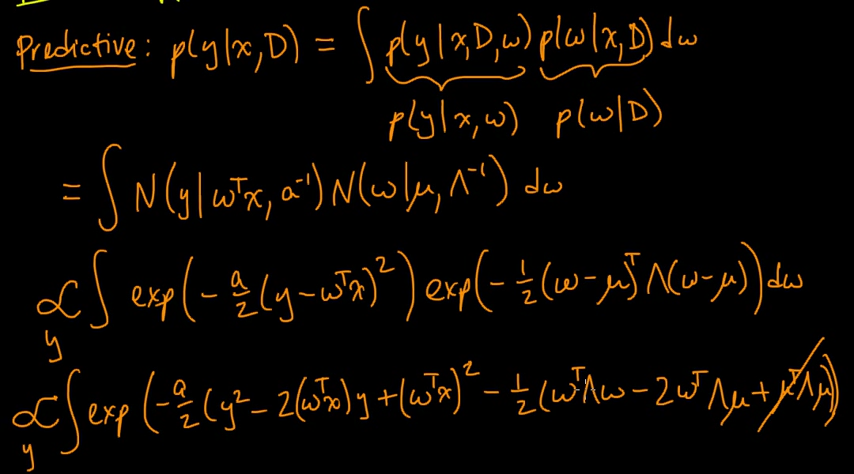 Predictive: p(y|x,D) = ∫ p(y|x,D,ω) p(ω|x,D) dω
p(y|x,ω) p(ω|D)
= ∫ N(y|ωᵀx, a⁻¹) N(ω|μ, Λ⁻¹) dω
∝ ∫ exp(-a/2 (y-ωᵀx)²) exp(-1/2 (ω-μ)ᵀ Λ(ω-μ)) dω
y
∝ ∫ exp(-a/2 (y² - 2(ωᵀx)y + (ωᵀx)² - 1/2 (ωᵀΛω - 2ωᵀΛμ + μᵀΛμ))
y